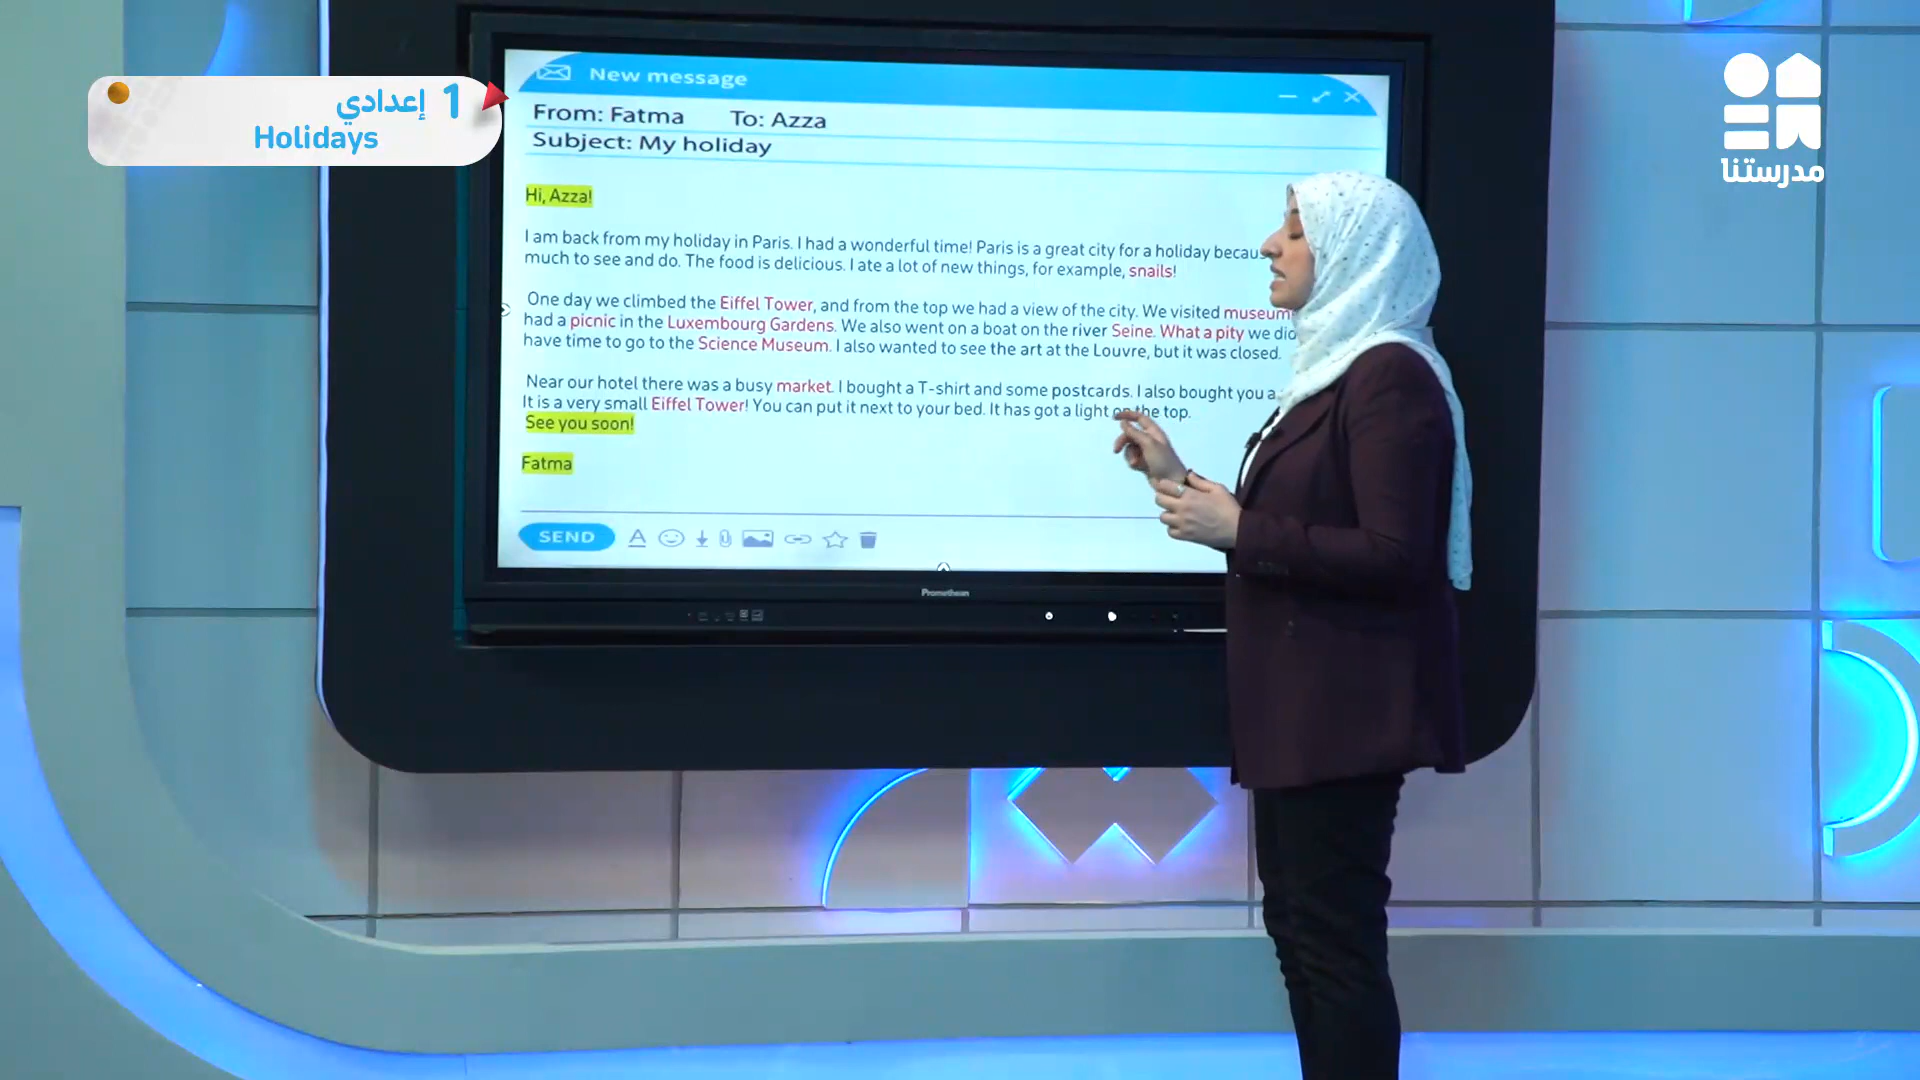 1 إعدادي
Holidays
مدرستنا
New message
From: Fatma To: Azza
Subject: My holiday
Hi, Azza!
I am back from my holiday in Paris. I had a wonderful time! Paris is a great city for a holiday
much to see and do. The food is delicious. I ate a lot of new things, for example, snails!
One day we climbed the Eiffel Tower, and from the top we had a view of the city. We visited
had a picnic in the Luxembourg Gardens. We also went on a boat on the river Seine. What a pity we
have time to go to the Science Museum. I also wanted to see the art at the Louvre, but it was closed.
Near our hotel there was a busy market. I bought a T-shirt and some postcards. I also bought you a
It is a very small Eiffel Tower! You can put it next to your bed. It has got a light on the top.
See you soon!
Fatma
SEND
Promethean